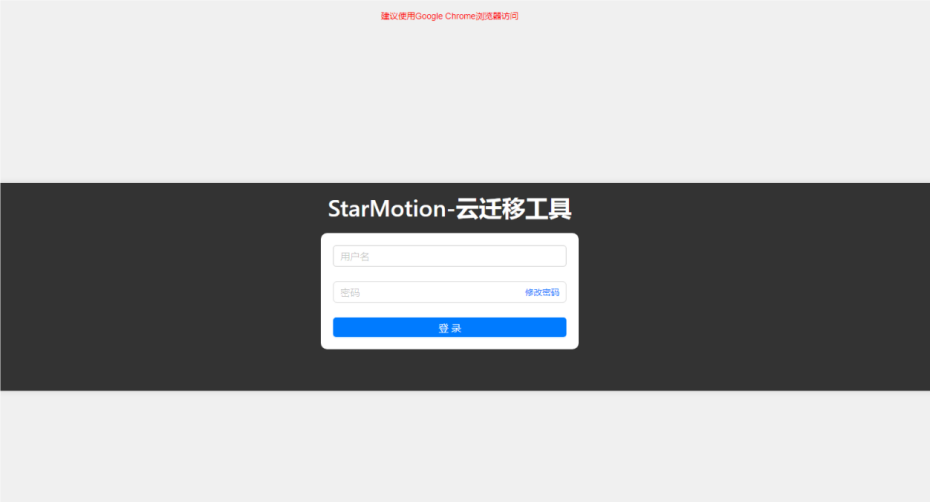 建议使用Google Chrome浏览器访问
StarMotion-云迁移工具
用户名
密码 修改密码
登 录